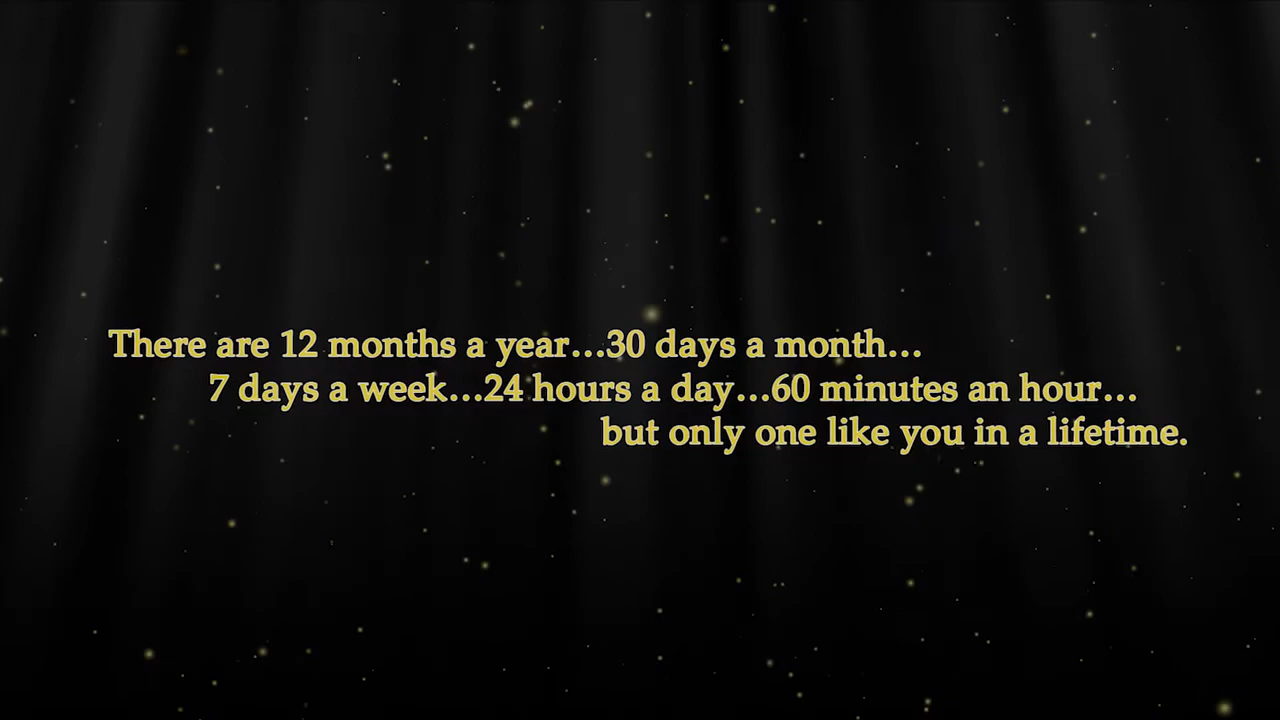 There are 12 months a year...30 days a month...
7 days a week...24 hours a day...60 minutes an hour...
but only one like you in a lifetime.